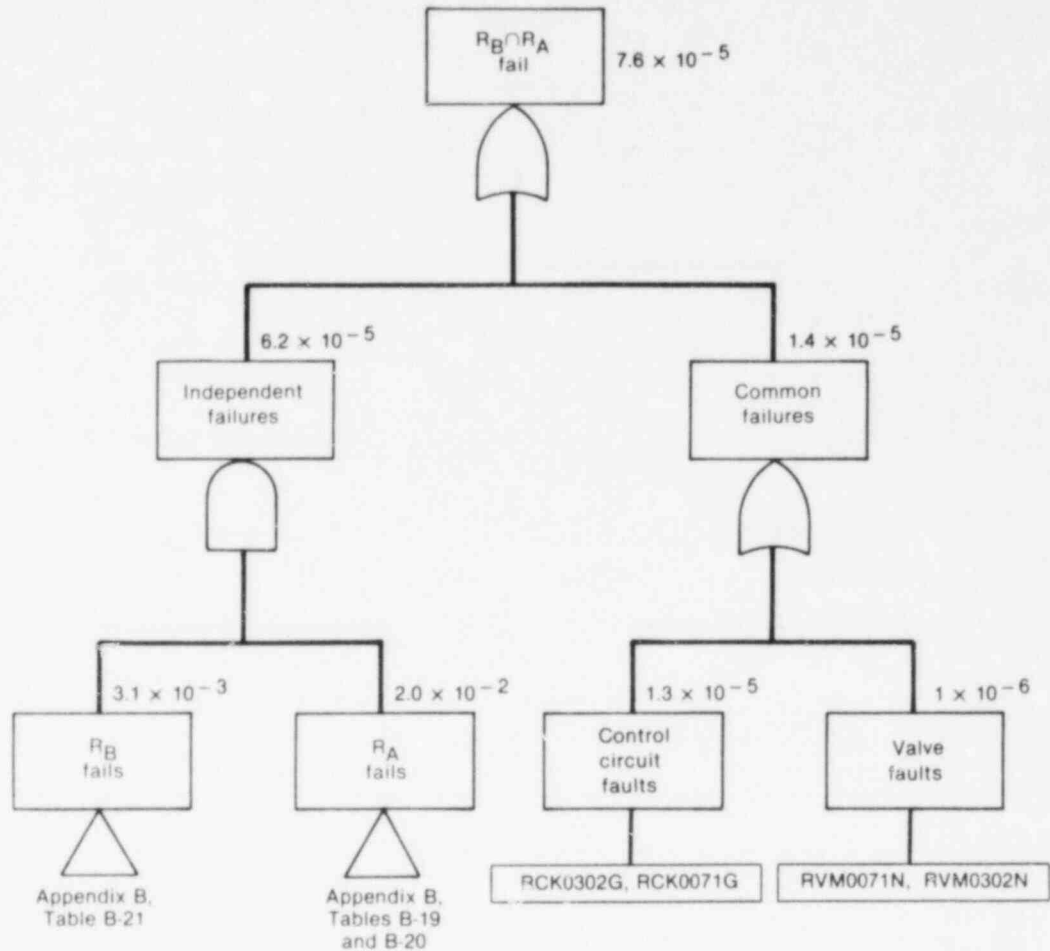 R_B∩R_A
fail
7.6 × 10⁻⁵
6.2 × 10⁻⁵
1.4 × 10⁻⁵
Independent
failures
Common
failures
3.1 × 10⁻³
2.0 × 10⁻²
1.3 × 10⁻⁵
1 × 10⁻⁶
R_B
fails
R_A
fails
Control
circuit
faults
Valve
faults
Appendix B,
Table B-21
Appendix B,
Tables B-19
and B-20
RCK0302G, RCK0071G
RVM0071N, RVM0302N